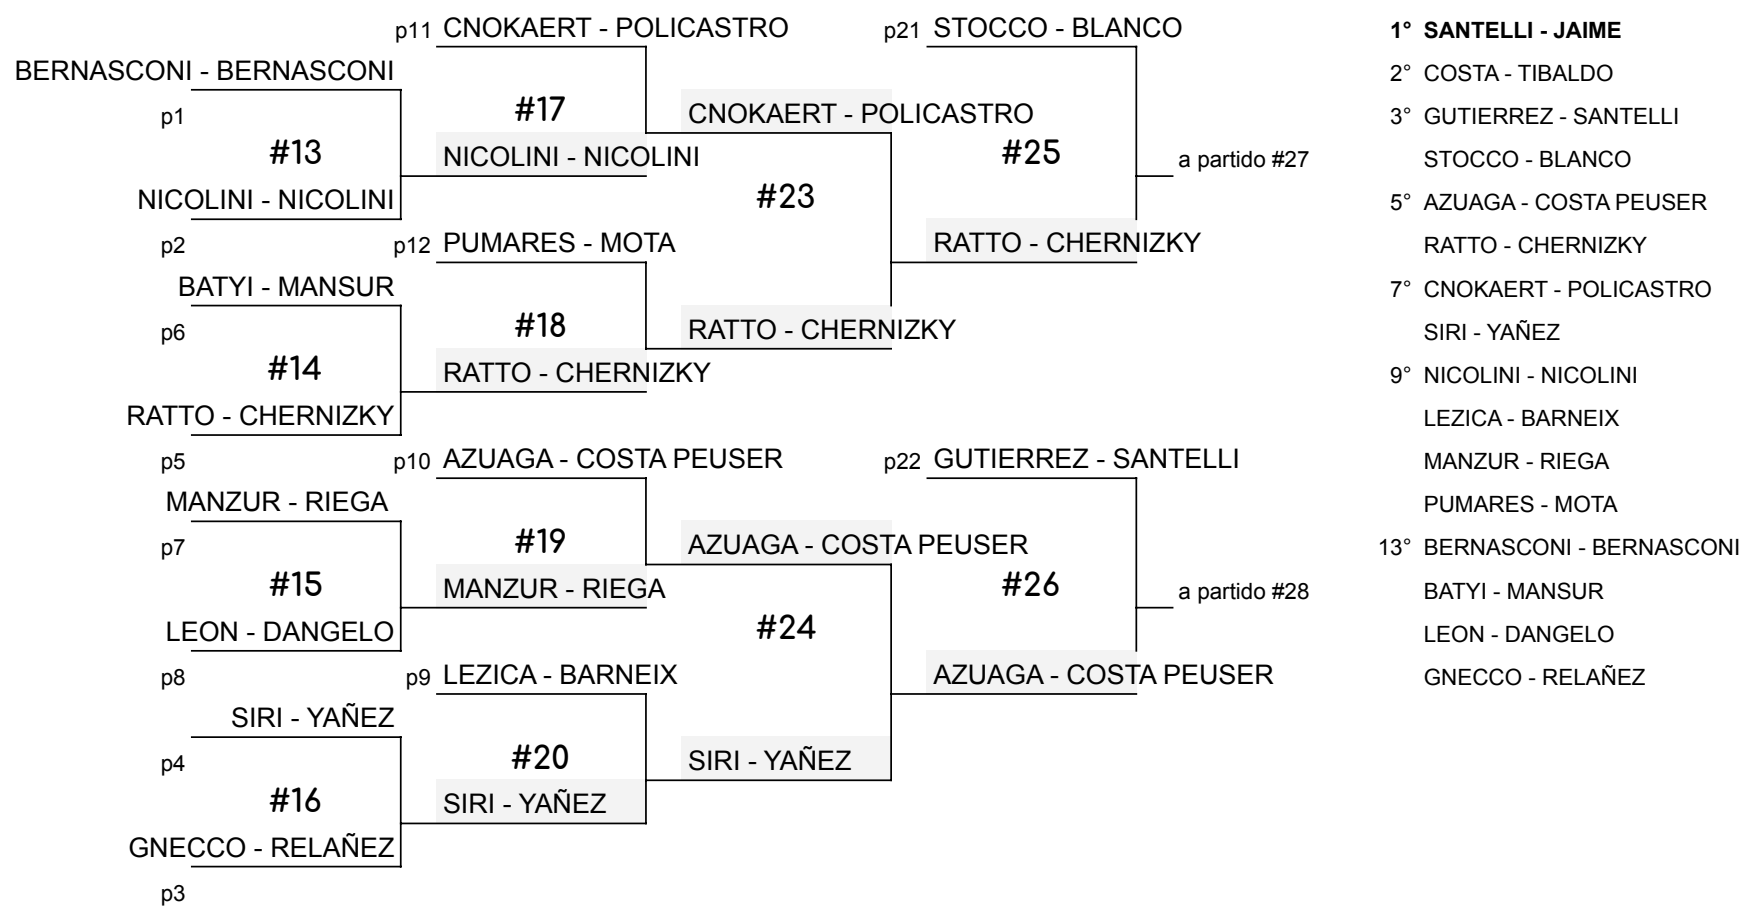 p11 CNOKAERT - POLICASTRO
p21 STOCCO - BLANCO
BERNASCONI - BERNASCONI
p1
#17
CNOKAERT - POLICASTRO
#13
NICOLINI - NICOLINI
#25
a partido #27
NICOLINI - NICOLINI
#23
p2
p12 PUMARES - MOTA
RATTO - CHERNIZKY
BATYI - MANSUR
p6
#18
RATTO - CHERNIZKY
#14
RATTO - CHERNIZKY
RATTO - CHERNIZKY
p5
p10 AZUAGA - COSTA PEUSER
p22 GUTIERREZ - SANTELLI
MANZUR - RIEGA
p7
#19
AZUAGA - COSTA PEUSER
#15
MANZUR - RIEGA
#26
a partido #28
LEON - DANGELO
#24
p8
p9 LEZICA - BARNEIX
AZUAGA - COSTA PEUSER
SIRI - YAÑEZ
p4
#20
SIRI - YAÑEZ
#16
SIRI - YAÑEZ
GNECCO - RELAÑEZ
p3
1° SANTELLI - JAIME
2° COSTA - TIBALDO
3° GUTIERREZ - SANTELLI
STOCCO - BLANCO
5° AZUAGA - COSTA PEUSER
RATTO - CHERNIZKY
7° CNOKAERT - POLICASTRO
SIRI - YAÑEZ
9° NICOLINI - NICOLINI
LEZICA - BARNEIX
MANZUR - RIEGA
PUMARES - MOTA
13° BERNASCONI - BERNASCONI
BATYI - MANSUR
LEON - DANGELO
GNECCO - RELAÑEZ